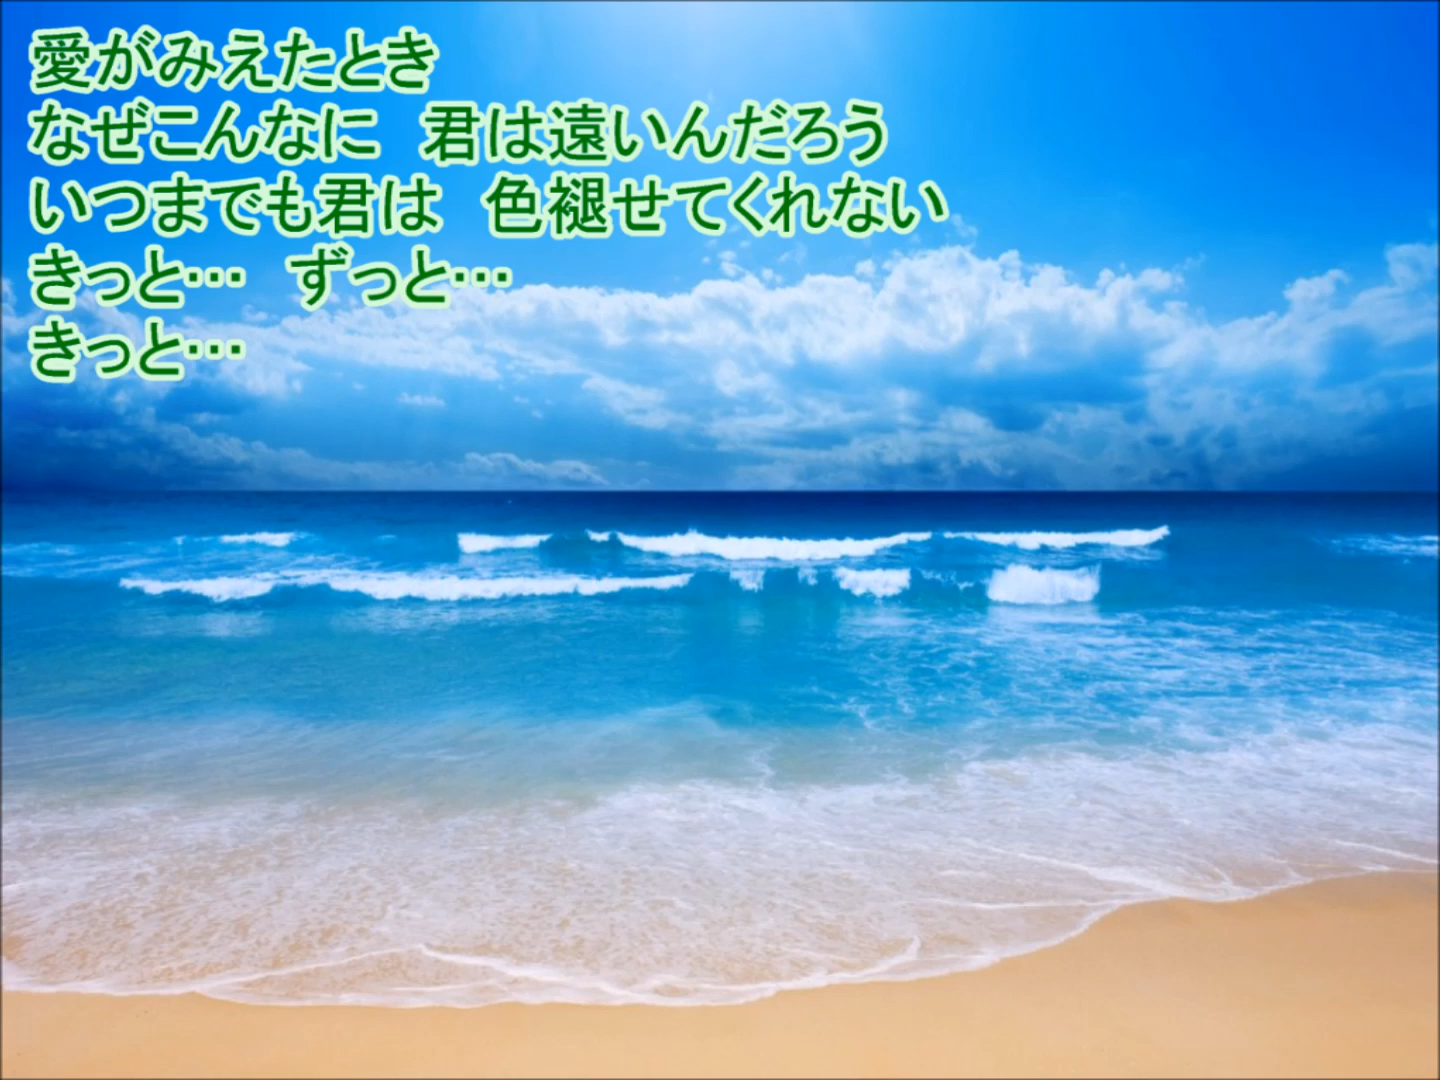 愛がみえたとき
なぜこんなに　君は遠いんだろう
いつまでも君は　色褪せてくれない
きっと…　ずっと…
きっと…